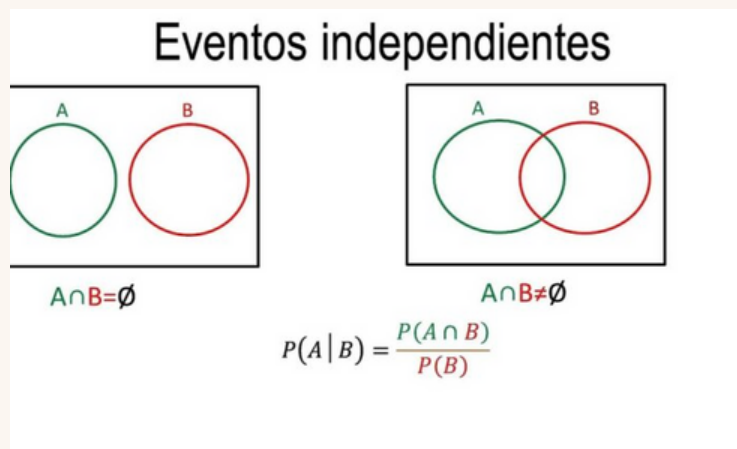 Eventos independientes
A B
A B
A∩B=Ø
A∩B≠Ø
P(A|B) = P(A ∩ B) / P(B)